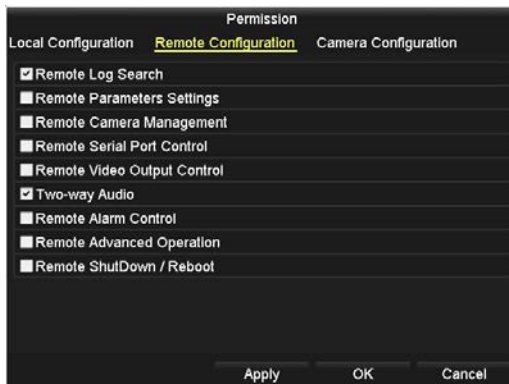 Permission
Local Configuration Remote Configuration Camera Configuration
Remote Log Search
Remote Parameters Settings
Remote Camera Management
Remote Serial Port Control
Remote Video Output Control
Two-way Audio
Remote Alarm Control
Remote Advanced Operation
Remote ShutDown / Reboot
Apply OK Cancel